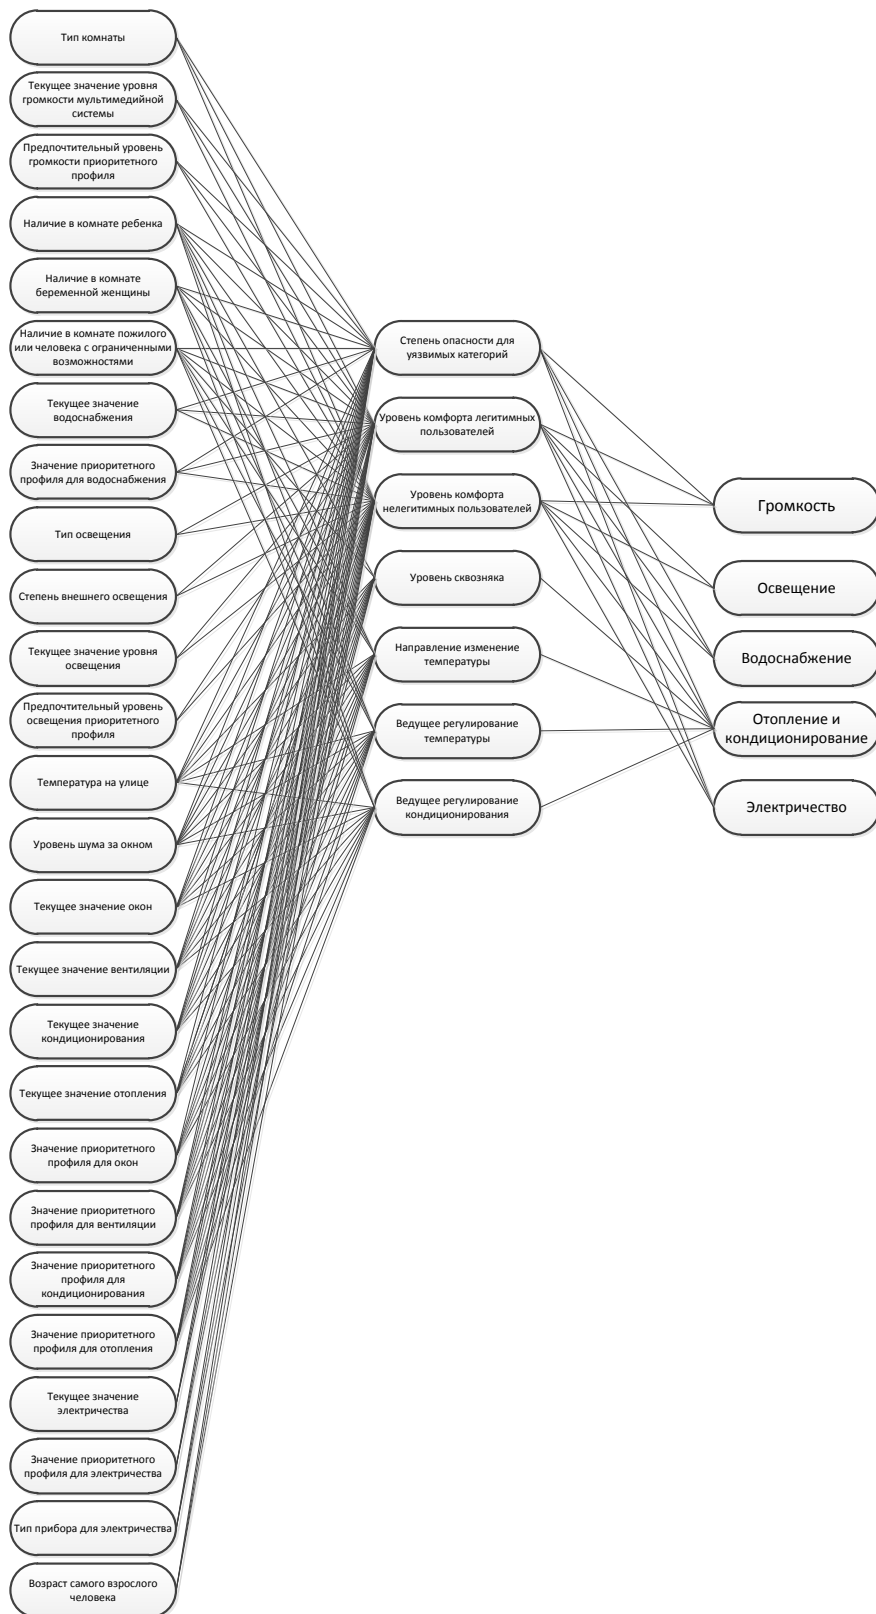 Тип комнаты
Текущее значение уровня
громкости мультимедийной
системы
Предпочтительный уровень
громкости приоритетного
профиля
Наличие в комнате ребенка
Наличие в комнате
беременной женщины
Наличие в комнате пожилого
или человека с ограниченными
возможностями
Текущее значение
водоснабжения
Значение приоритетного
профиля для водоснабжения
Тип освещения
Степень внешнего освещения
Текущее значение уровня
освещения
Предпочтительный уровень
освещения приоритетного
профиля
Температура на улице
Уровень шума за окном
Текущее значение окон
Текущее значение вентиляции
Текущее значение
кондиционирования
Текущее значение отопления
Значение приоритетного
профиля для окон
Значение приоритетного
профиля для вентиляции
Значение приоритетного
профиля для
кондиционирования
Значение приоритетного
профиля для отопления
Текущее значение
электричества
Значение приоритетного
профиля для электричества
Тип прибора для электричества
Возраст самого взрослого
человека
Степень опасности для
уязвимых категорий
Уровень комфорта легитимных
пользователей
Уровень комфорта
нелегитимных пользователей
Уровень сквозняка
Направление изменение
температуры
Ведущее регулирование
температуры
Ведущее регулирование
кондиционирования
Громкость
Освещение
Водоснабжение
Отопление и
кондиционирование
Электричество